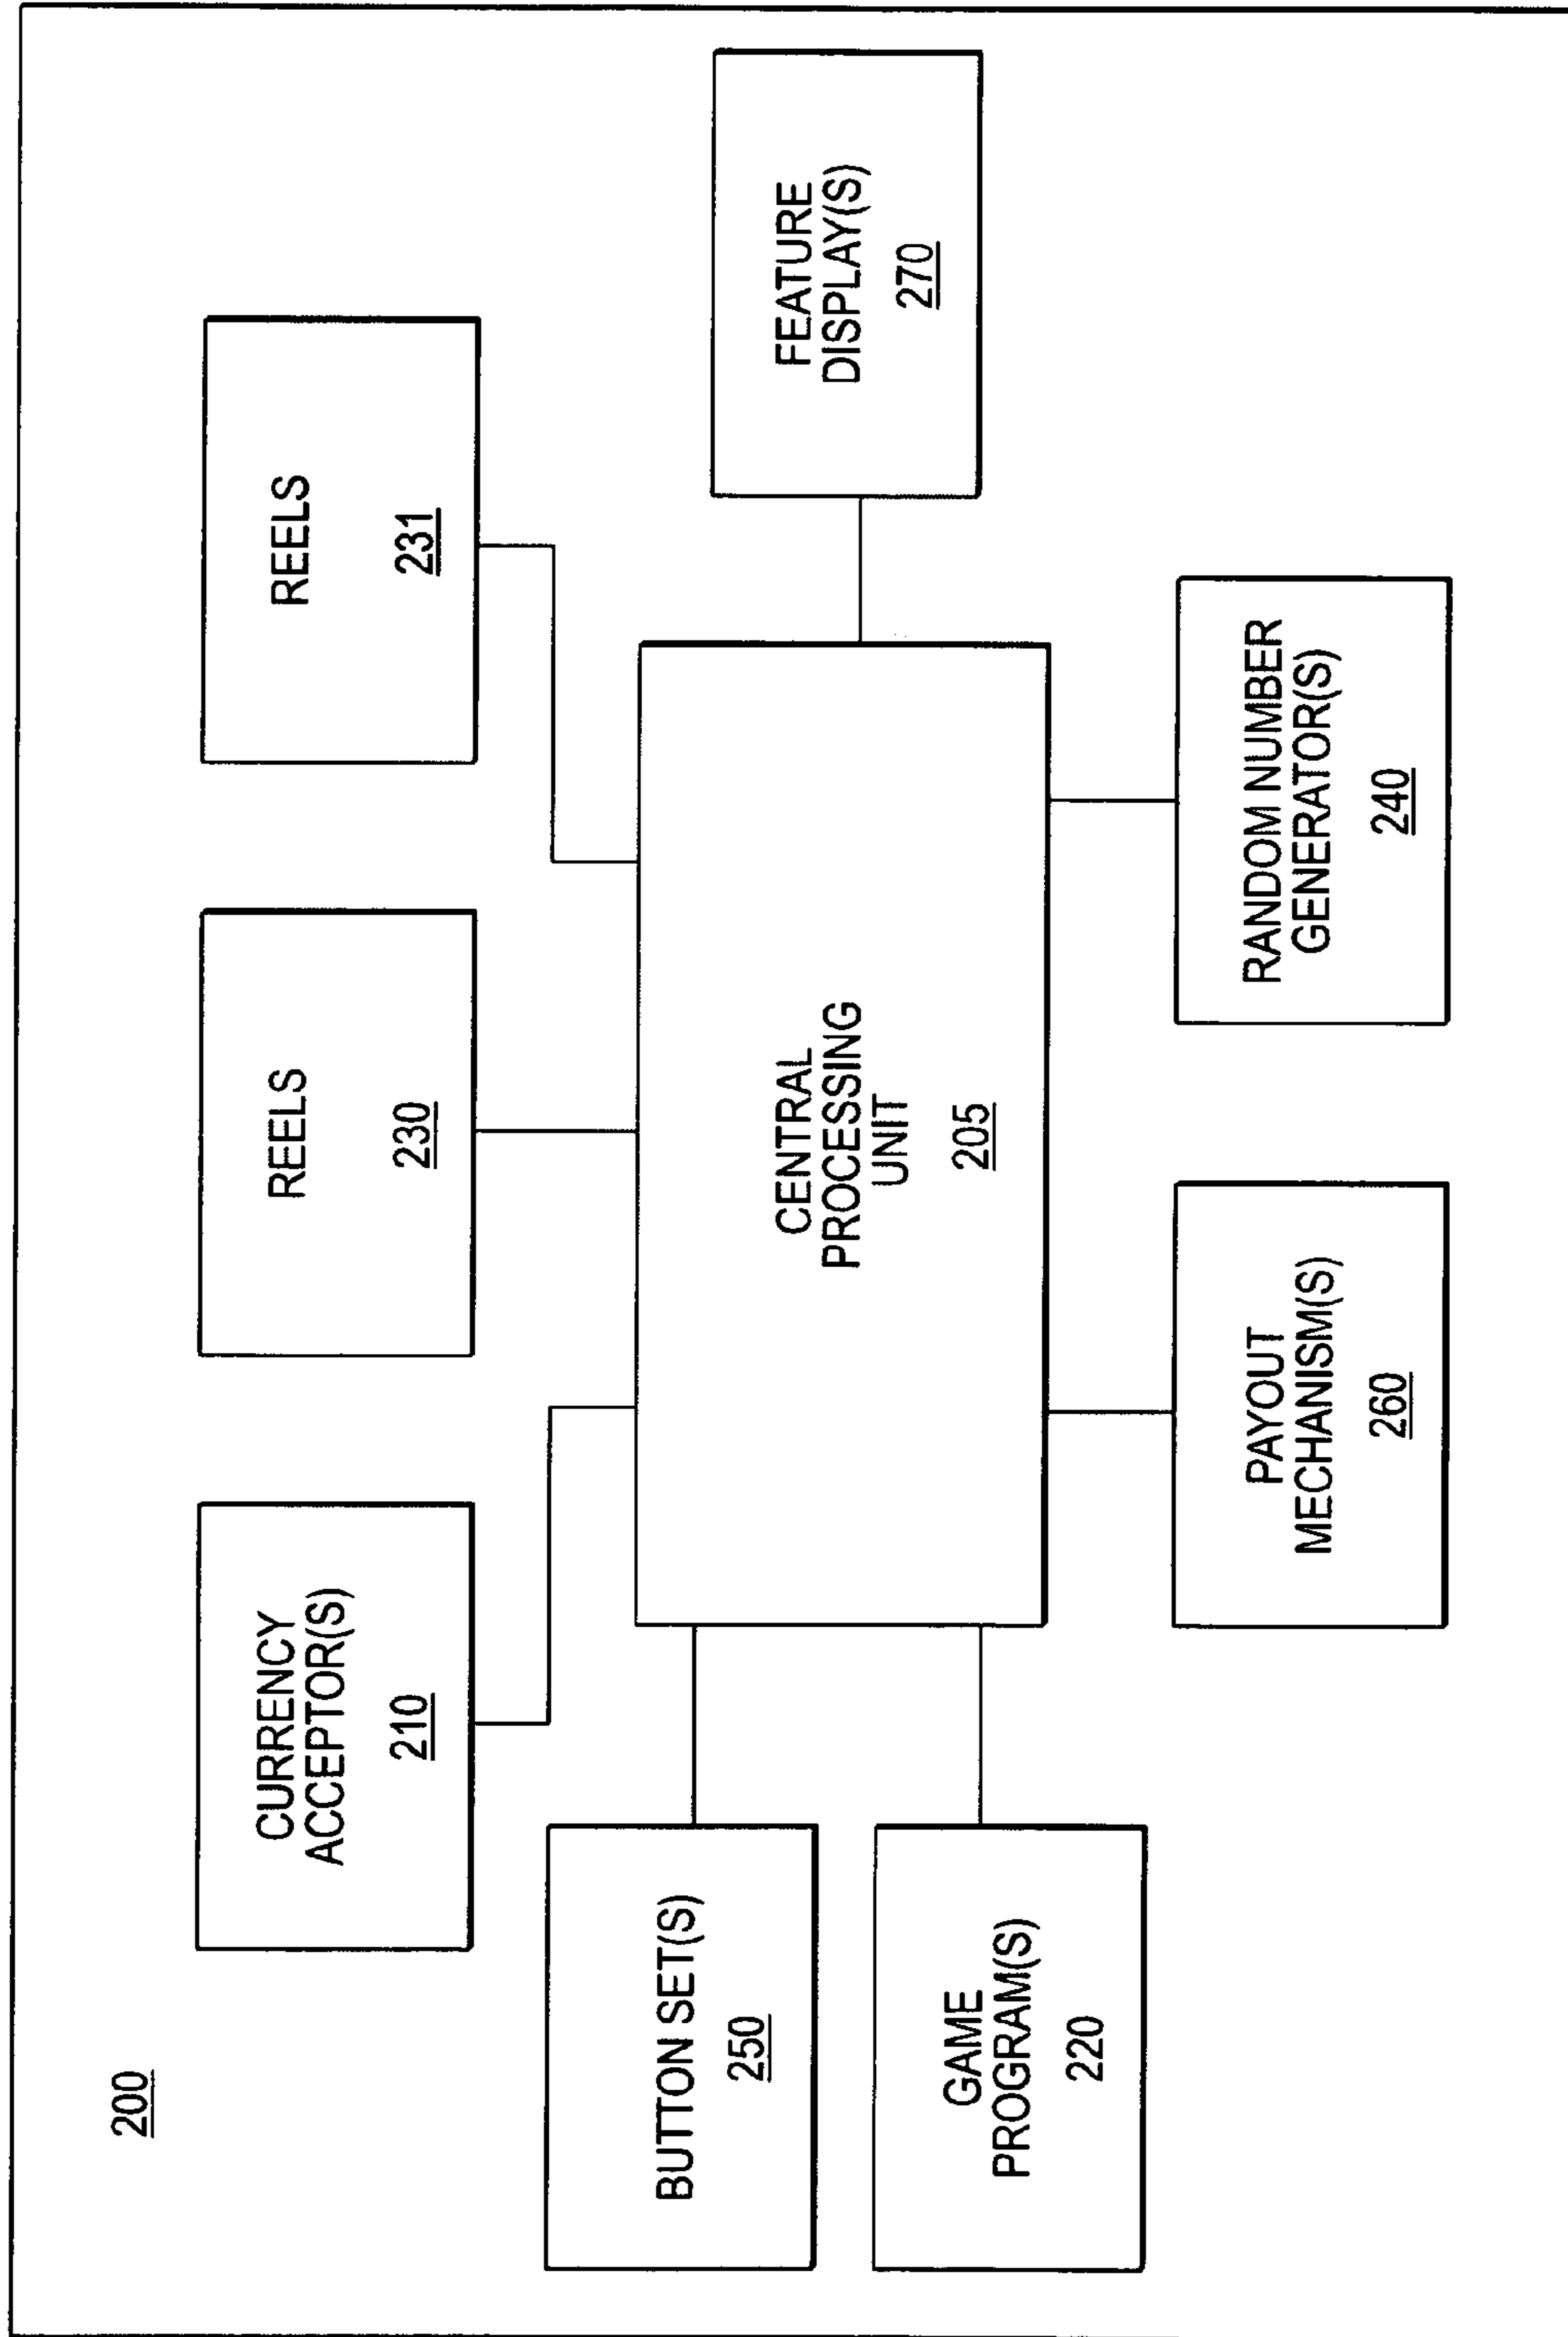 200
CURRENCY
ACCEPTOR(S)
210
REELS
230
REELS
231
BUTTON SET(S)
250
GAME
PROGRAM(S)
220
CENTRAL
PROCESSING
UNIT
205
FEATURE
DISPLAY(S)
270
PAYOUT
MECHANISM(S)
260
RANDOM NUMBER
GENERATOR(S)
240